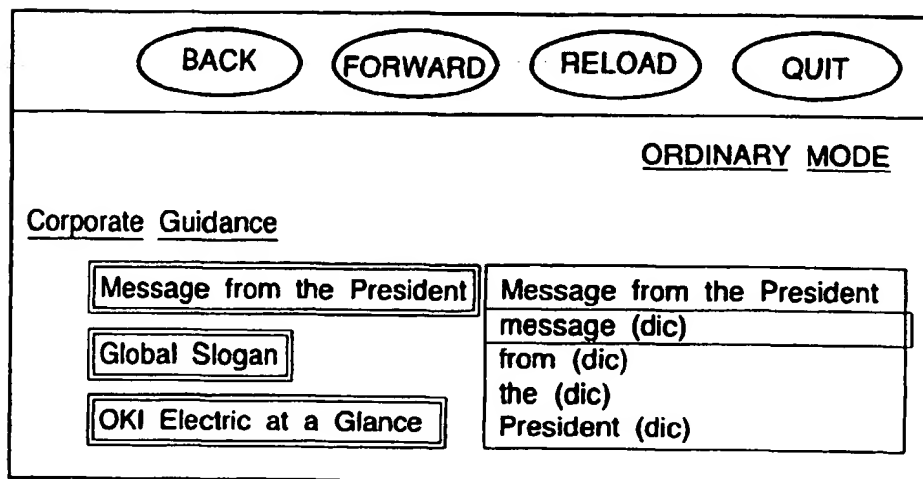 BACK FORWARD RELOAD QUIT
ORDINARY MODE
Corporate Guidance
Message from the President
Global Slogan
OKI Electric at a Glance
Message from the President
message (dic)
from (dic)
the (dic)
President (dic)